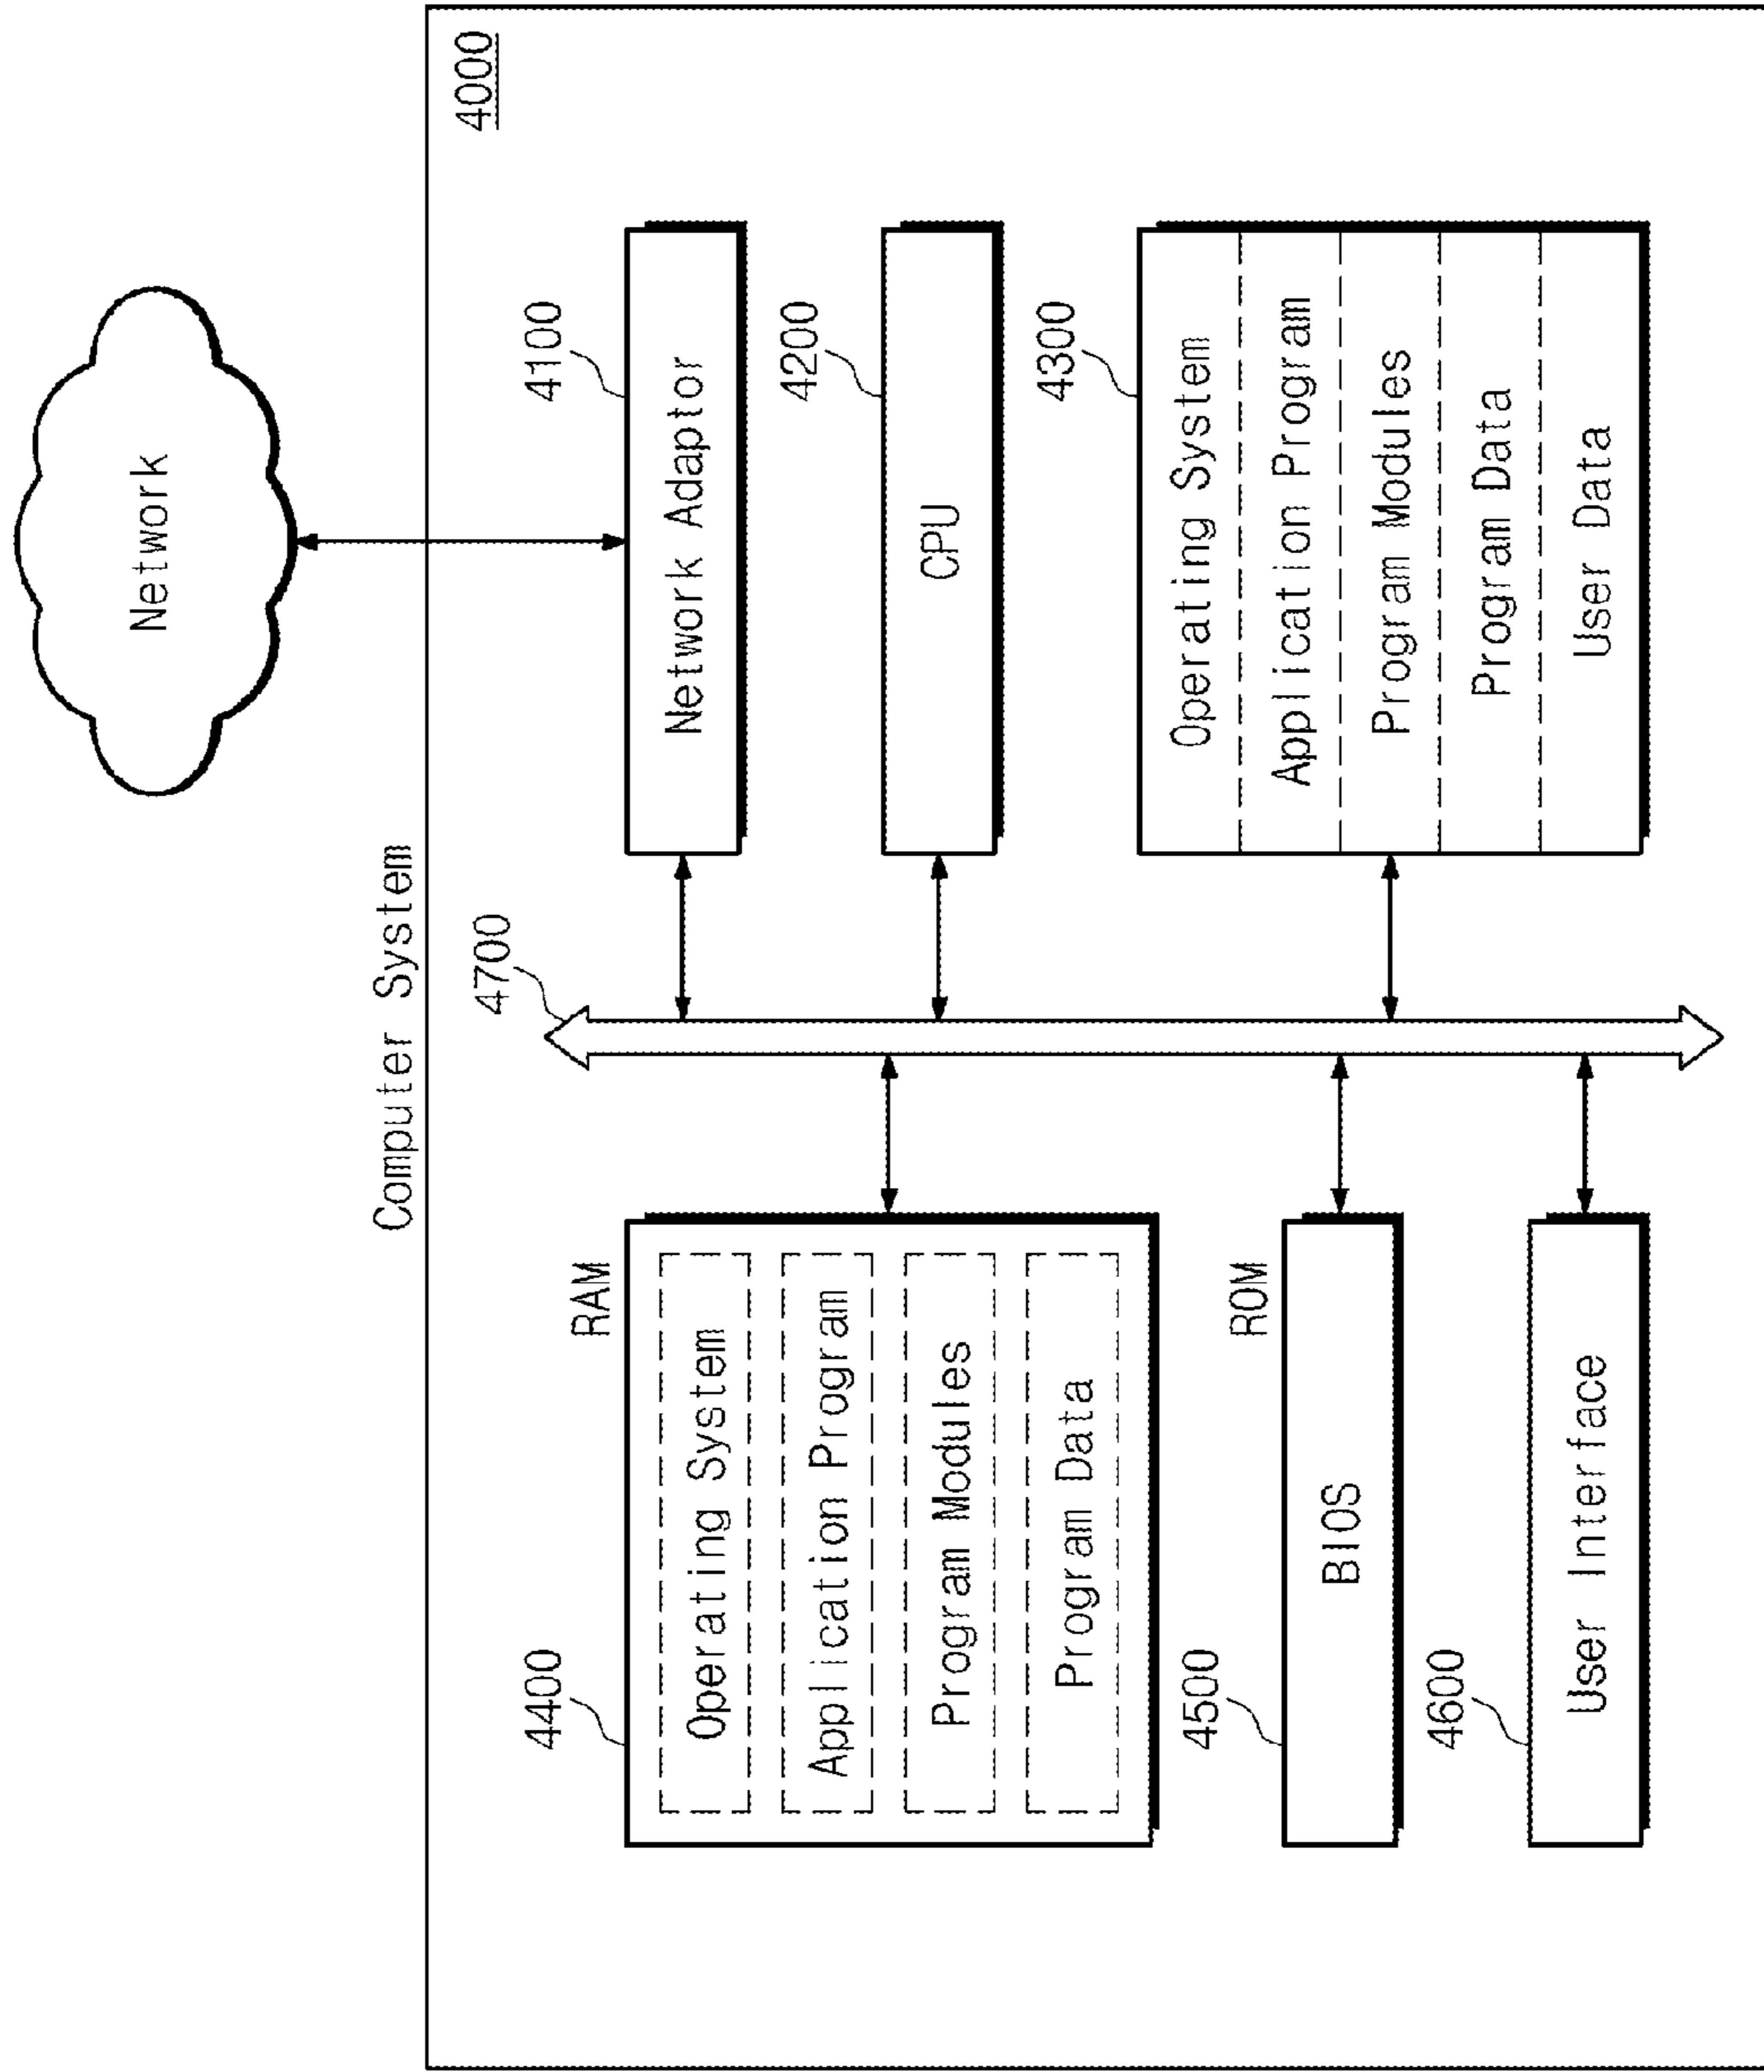 Network
Computer System
4000
4700
4400
RAM
Operating System
Application Program
Program Modules
Program Data
4500
ROM
BIOS
4600
User Interface
4100
Network Adaptor
4200
CPU
4300
Operating System
Application Program
Program Modules
Program Data
User Data